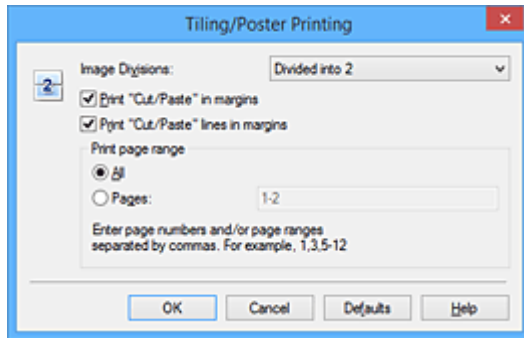 Tiling/Poster Printing
Image Divisions: Divided into 2
2
Print "Cut/Paste" in margins
Print "Cut/Paste" lines in margins
Print page range
All
Pages: 1-2
Enter page numbers and/or page ranges
separated by commas. For example, 1,3,5-12
OK Cancel Defaults Help